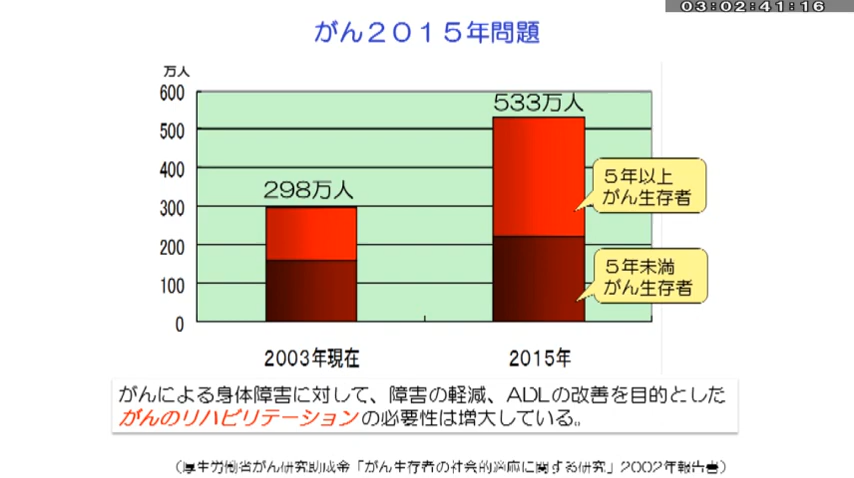 03:02:41:16
がん2015年問題
万人
600
500
400
300
200
100
0
298万人
533万人
5年以上
がん生存者
5年未満
がん生存者
2003年現在
2015年
がんによる身体障害に対して、障害の軽減、ADLの改善を目的とした
がんのリハビリテーションの必要性は増大している。
（厚生労働省がん研究助成金「がん生存者の社会的適応に関する研究」2002年報告書）